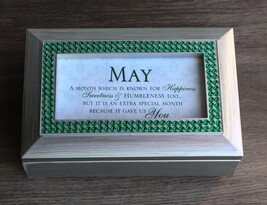 MAY
A MONTH WHICH IS KNOWN FOR Happiness
Sweetness & HUMBLENESS TOO...
BUT IT IS AN EXTRA SPECIAL MONTH
BECAUSE IT GAVE US You